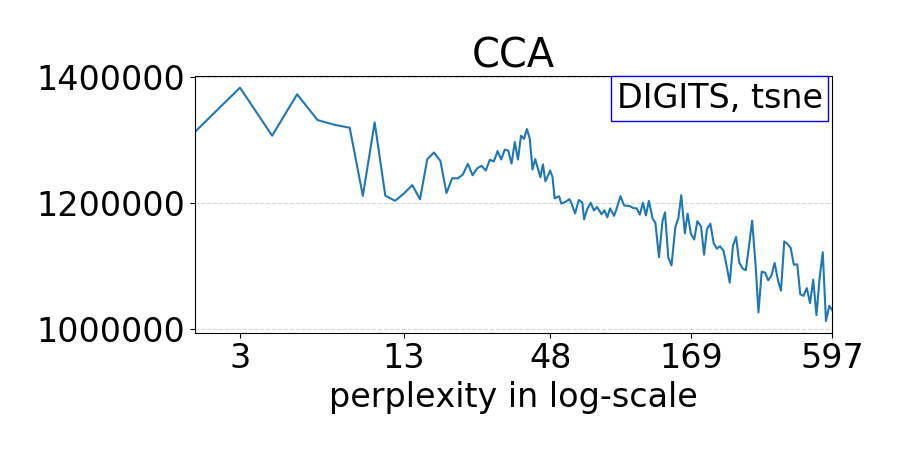 CCA
DIGITS, tsne
1400000
1200000
1000000
3 13 48 169 597
perplexity in log-scale